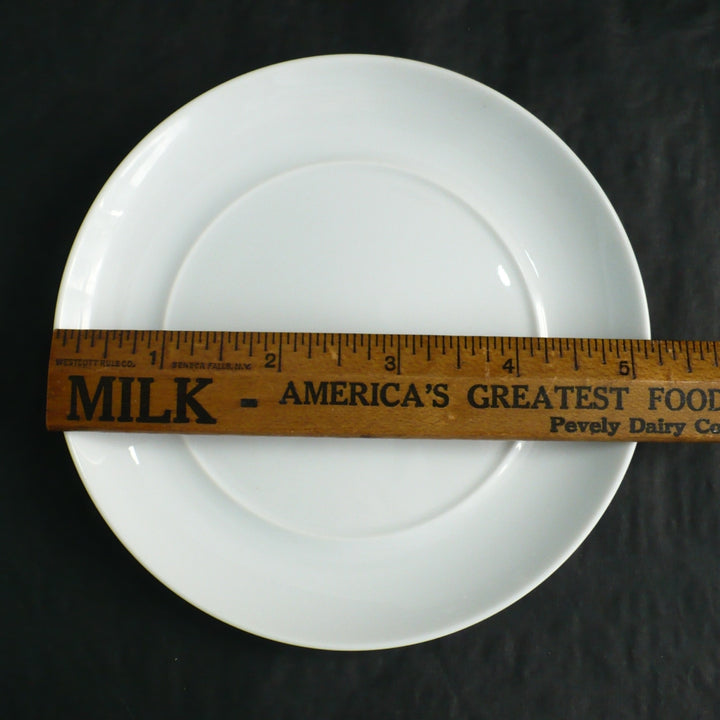 1 2 3 4 5
WESTCOTT RULE CO. SENECA FALLS, N.Y.
MILK - AMERICA'S GREATEST FOOD
Pevely Dairy Co